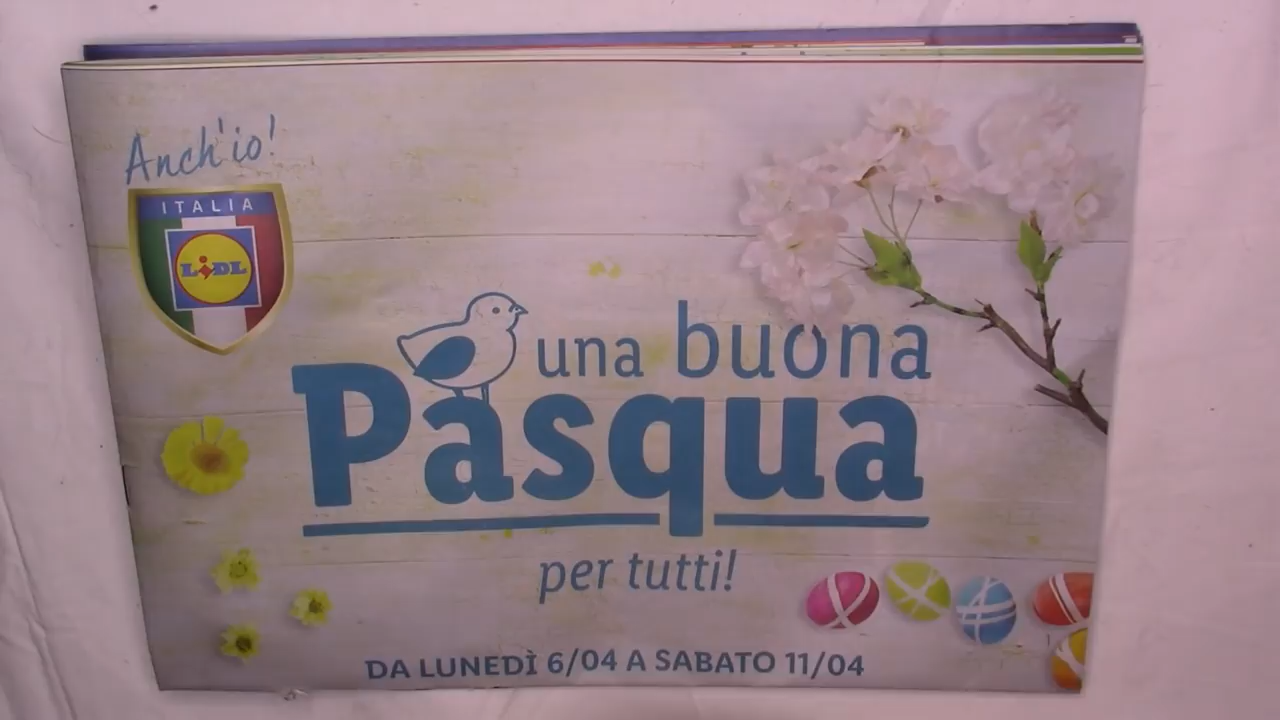 Anch'io!
ITALIA
LIDL
una buona
Pasqua
per tutti!
DA LUNEDÌ 6/04 A SABATO 11/04